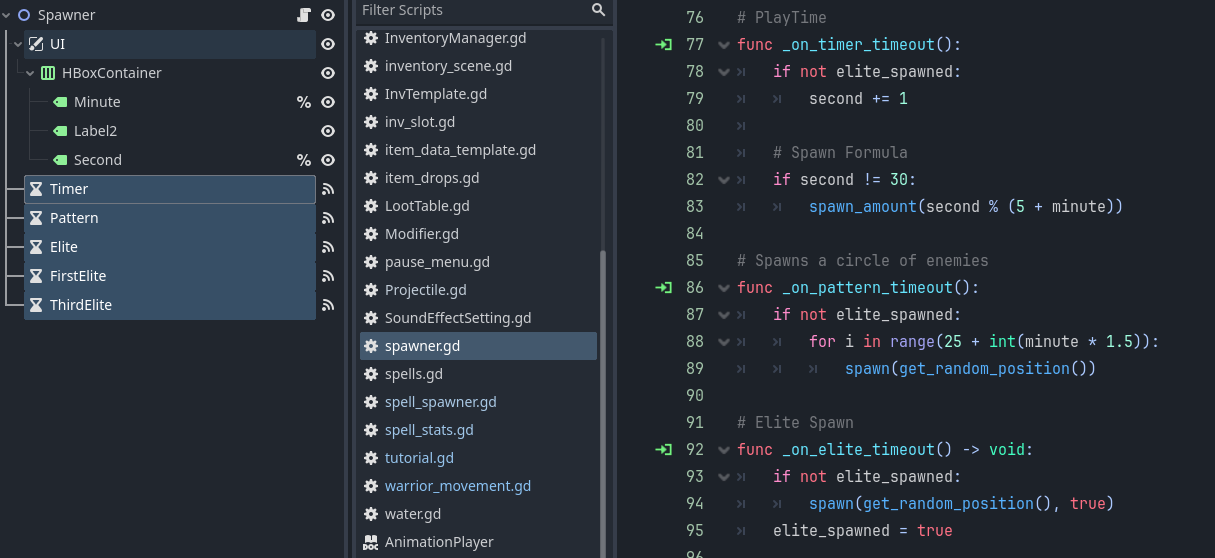 Spawner
UI
HBoxContainer
Minute %
Label2
Second %
Timer
Pattern
Elite
FirstElite
ThirdElite
Filter Scripts
InventoryManager.gd
inventory_scene.gd
InvTemplate.gd
inv_slot.gd
item_data_template.gd
item_drops.gd
LootTable.gd
Modifier.gd
pause_menu.gd
Projectile.gd
SoundEffectSetting.gd
spawner.gd
spells.gd
spell_spawner.gd
spell_stats.gd
tutorial.gd
warrior_movement.gd
water.gd
DOC AnimationPlayer
76 # PlayTime
77 func _on_timer_timeout():
78 if not elite_spawned:
79 second += 1
80
81 # Spawn Formula
82 if second != 30:
83 spawn_amount(second % (5 + minute))
84
85 # Spawns a circle of enemies
86 func _on_pattern_timeout():
87 if not elite_spawned:
88 for i in range(25 + int(minute * 1.5)):
89 spawn(get_random_position())
90
91 # Elite Spawn
92 func _on_elite_timeout() -> void:
93 if not elite_spawned:
94 spawn(get_random_position(), true)
95 elite_spawned = true
96